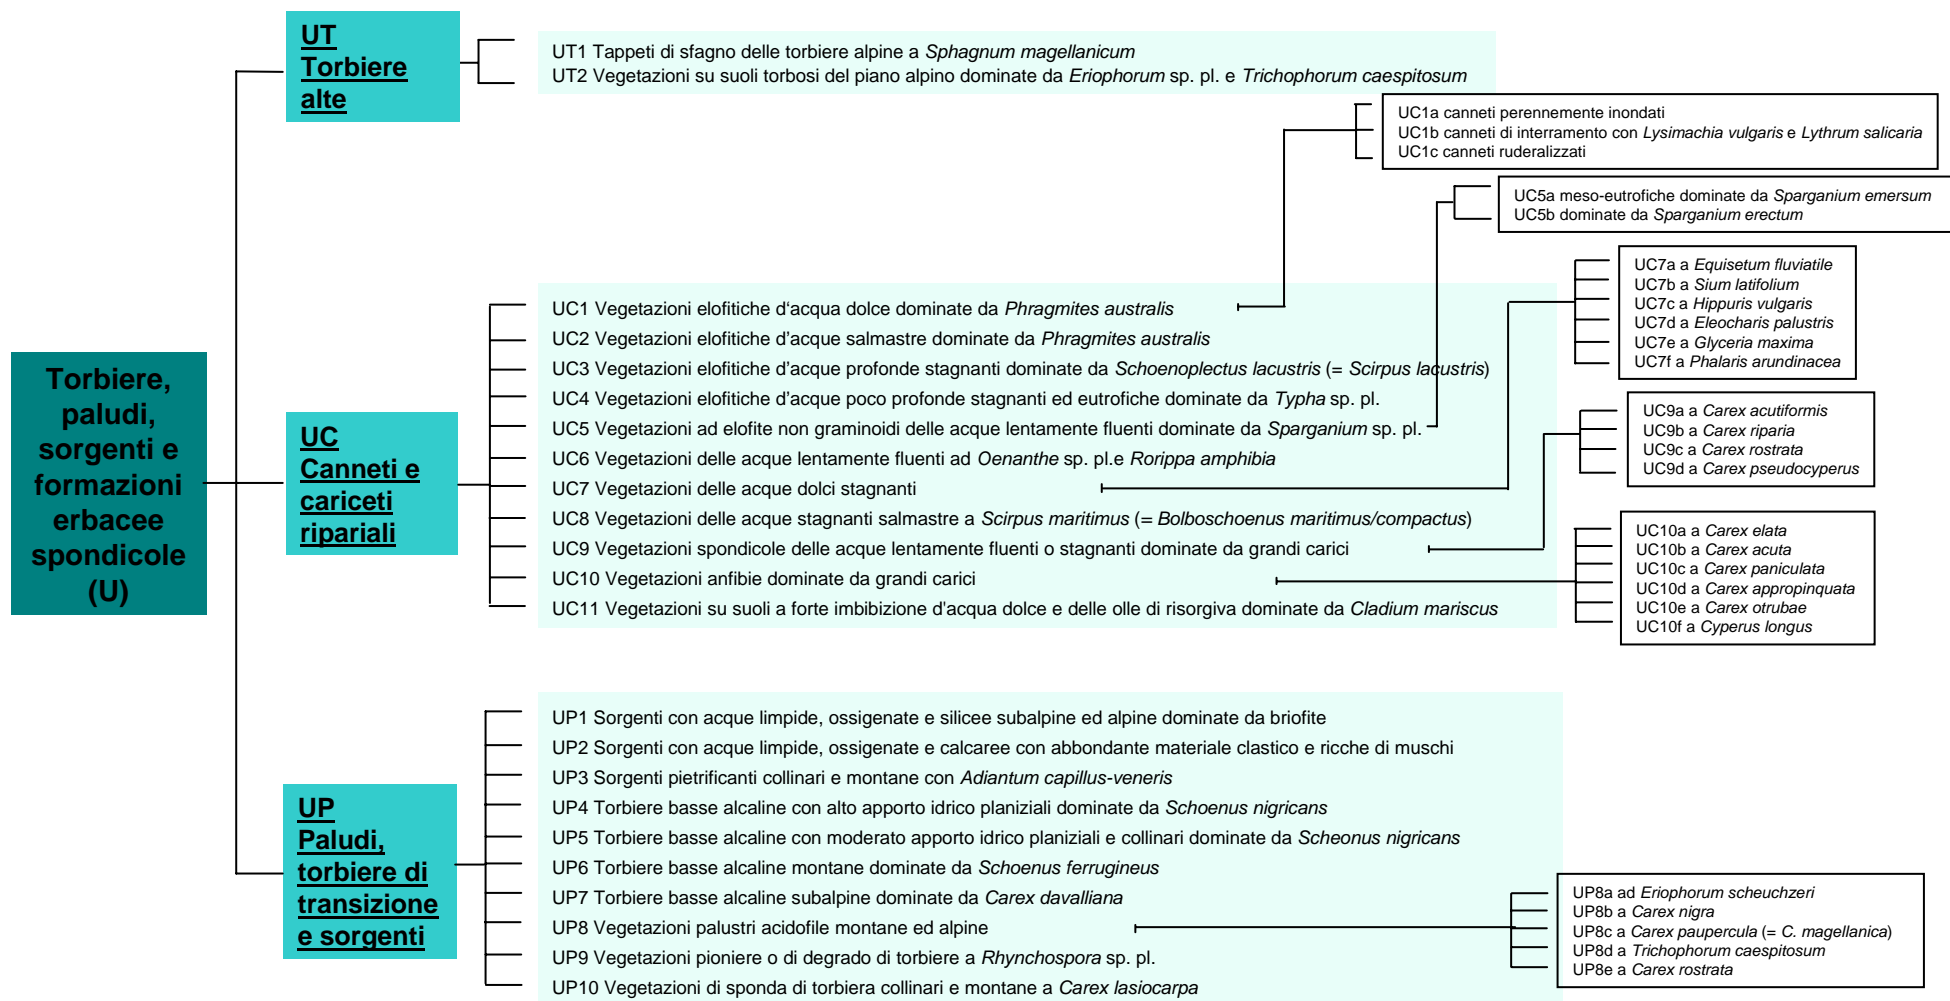 Torbiere,
paludi,
sorgenti e
formazioni
erbacee
spondicole
(U)
UT
Torbiere
alte
UT1 Tappeti di sfagno delle torbiere alpine a Sphagnum magellanicum
UT2 Vegetazioni su suoli torbosi del piano alpino dominate da Eriophorum sp. pl. e Trichophorum caespitosum
UC
Canneti e
cariceti
ripariali
UC1 Vegetazioni elofitiche d'acqua dolce dominate da Phragmites australis
UC2 Vegetazioni elofitiche d'acque salmastre dominate da Phragmites australis
UC3 Vegetazioni elofitiche d'acque profonde stagnanti dominate da Schoenoplectus lacustris (= Scirpus lacustris)
UC4 Vegetazioni elofitiche d'acque poco profonde stagnanti ed eutrofiche dominate da Typha sp. pl.
UC5 Vegetazioni ad elofite non graminoidi delle acque lentamente fluenti dominate da Sparganium sp. pl.
UC6 Vegetazioni delle acque lentamente fluenti ad Oenanthe sp. pl.e Rorippa amphibia
UC7 Vegetazioni delle acque dolci stagnanti
UC8 Vegetazioni delle acque stagnanti salmastre a Scirpus maritimus (= Bolboschoenus maritimus/compactus)
UC9 Vegetazioni spondicole delle acque lentamente fluenti o stagnanti dominate da grandi carici
UC10 Vegetazioni anfibie dominate da grandi carici
UC11 Vegetazioni su suoli a forte imbibizione d'acqua dolce e delle olle di risorgiva dominate da Cladium mariscus
UC1a canneti perennemente inondati
UC1b canneti di interramento con Lysimachia vulgaris e Lythrum salicaria
UC1c canneti ruderalizzati
UC5a meso-eutrofiche dominate da Sparganium emersum
UC5b dominate da Sparganium erectum
UC7a a Equisetum fluviatile
UC7b a Sium latifolium
UC7c a Hippuris vulgaris
UC7d a Eleocharis palustris
UC7e a Glyceria maxima
UC7f a Phalaris arundinacea
UC9a a Carex acutiformis
UC9b a Carex riparia
UC9c a Carex rostrata
UC9d a Carex pseudocyperus
UC10a a Carex elata
UC10b a Carex acuta
UC10c a Carex paniculata
UC10d a Carex appropinquata
UC10e a Carex otrubae
UC10f a Cyperus longus
UP
Paludi,
torbiere di
transizione
e sorgenti
UP1 Sorgenti con acque limpide, ossigenate e silicee subalpine ed alpine dominate da briofite
UP2 Sorgenti con acque limpide, ossigenate e calcaree con abbondante materiale clastico e ricche di muschi
UP3 Sorgenti pietrificanti collinari e montane con Adiantum capillus-veneris
UP4 Torbiere basse alcaline con alto apporto idrico planiziali dominate da Schoenus nigricans
UP5 Torbiere basse alcaline con moderato apporto idrico planiziali e collinari dominate da Scheonus nigricans
UP6 Torbiere basse alcaline montane dominate da Schoenus ferrugineus
UP7 Torbiere basse alcaline subalpine dominate da Carex davalliana
UP8 Vegetazioni palustri acidofile montane ed alpine
UP9 Vegetazioni pioniere o di degrado di torbiere a Rhynchospora sp. pl.
UP10 Vegetazioni di sponda di torbiera collinari e montane a Carex lasiocarpa
UP8a ad Eriophorum scheuchzeri
UP8b a Carex nigra
UP8c a Carex paupercula (= C. magellanica)
UP8d a Trichophorum caespitosum
UP8e a Carex rostrata